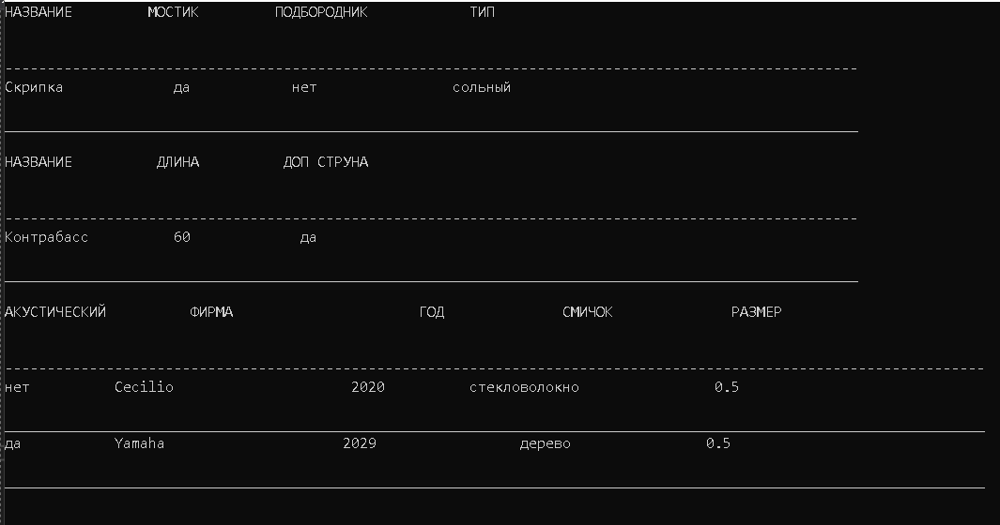 НАЗВАНИЕ МОСТИК ПОДБОРОДНИК ТИП
Скрипка да нет сольный
НАЗВАНИЕ ДЛИНА ДОП СТРУНА
Контрабасс 60 да
АКУСТИЧЕСКИЙ ФИРМА ГОД СМИЧОК РАЗМЕР
нет Cecilio 2020 стекловолокно 0.5
да Yamaha 2029 дерево 0.5